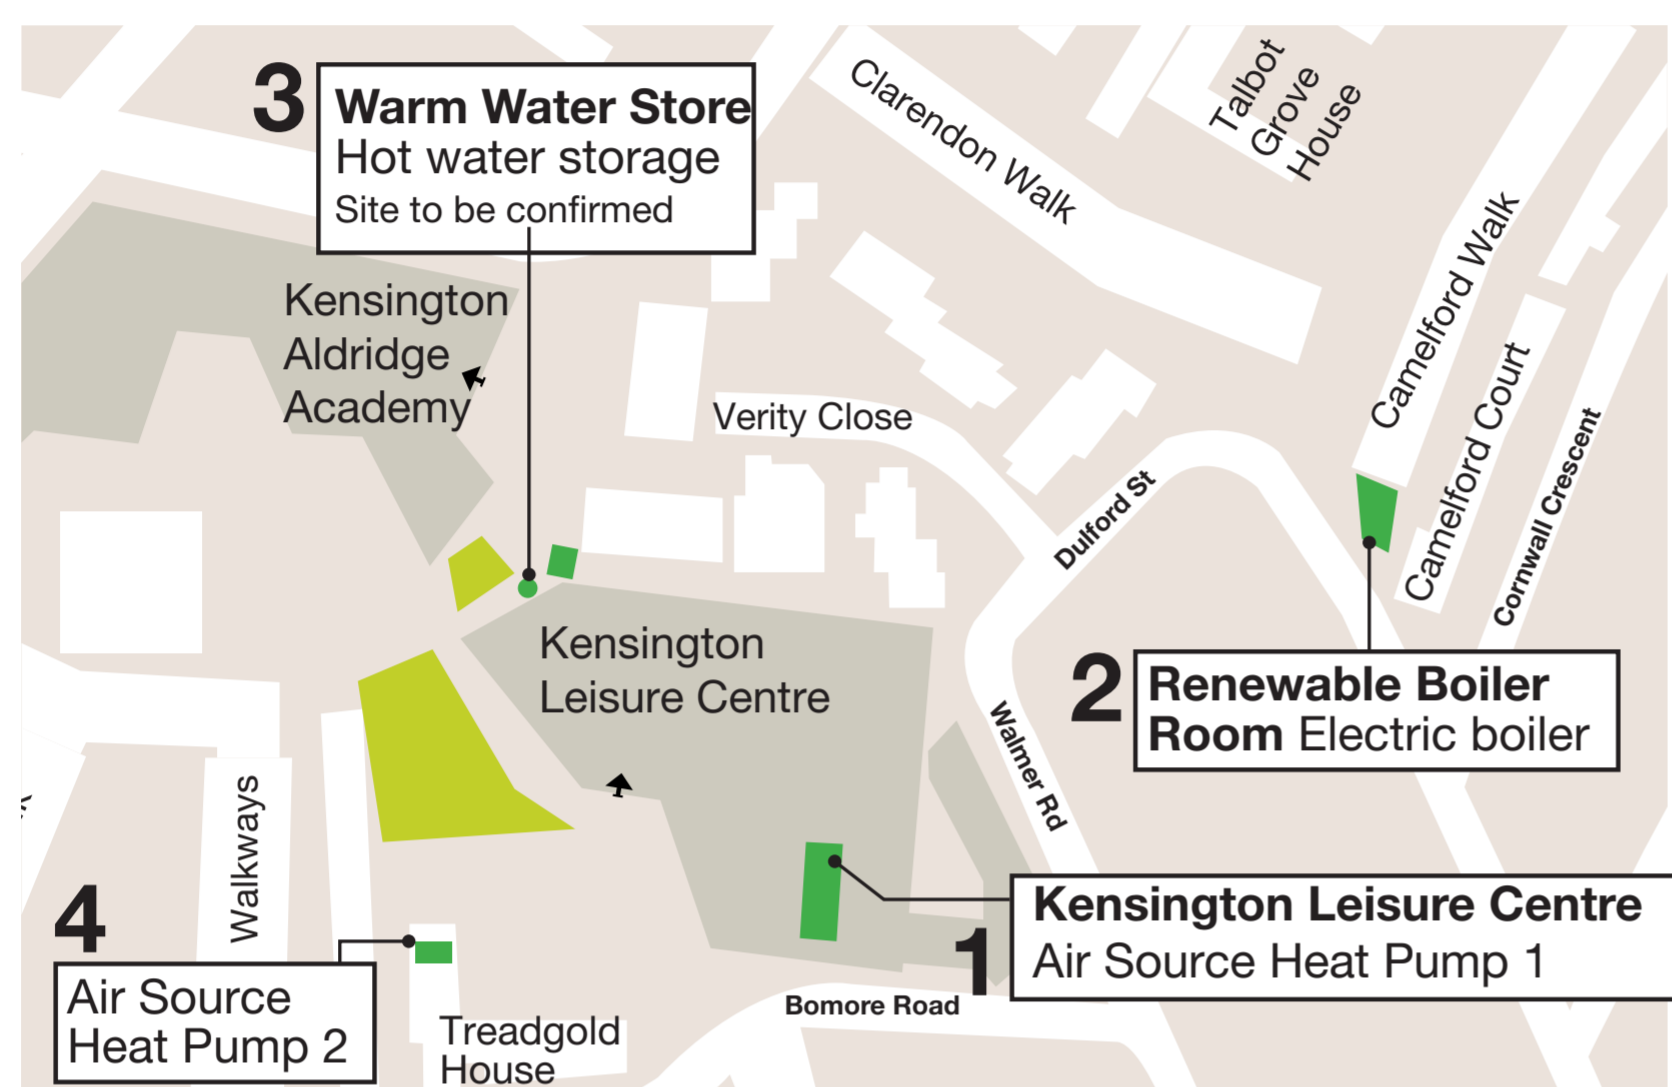 3
Warm Water Store
Hot water storage
Site to be confirmed
Clarendon Walk
Talbot
Grove
House
Kensington
Aldridge
Academy
Verity Close
Camelford Walk
Camelford Court
Cornwall Crescent
Dulford St
Kensington
Leisure Centre
Walmer Rd
2
Renewable Boiler
Room Electric boiler
Walkways
4
Air Source
Heat Pump 2
1
Kensington Leisure Centre
Air Source Heat Pump 1
Bomore Road
Treadgold
House